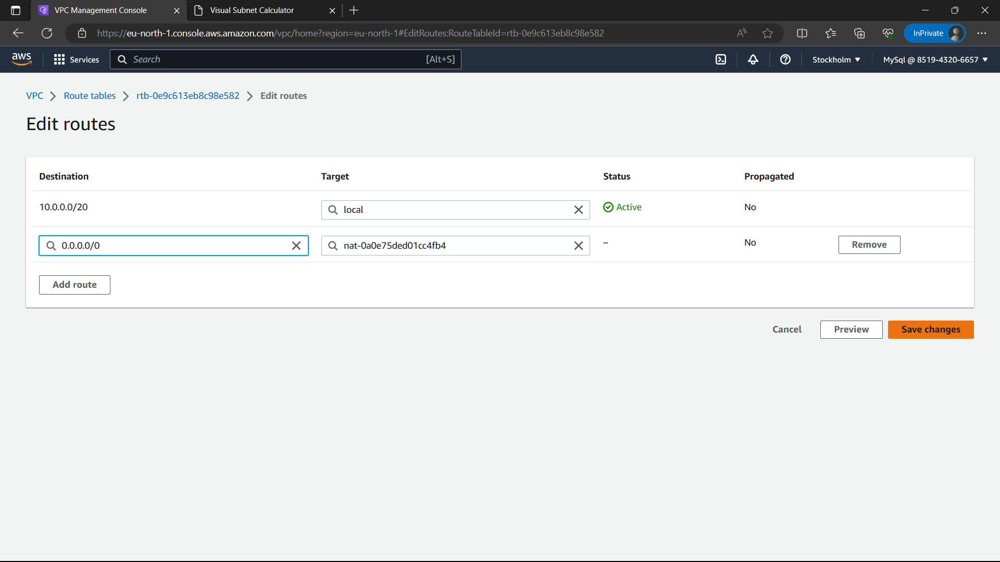 VPC Management Console
Visual Subnet Calculator
https://eu-north-1.console.aws.amazon.com/vpc/home?region=eu-north-1#EditRoutes:RouteTableId=rtb-0e9c613eb8c98e582
InPrivate
aws
Services
Search
[Alt+S]
Stockholm
MySql @ 8519-4320-6657
VPC
Route tables
rtb-0e9c613eb8c98e582
Edit routes
Edit routes
Destination
Target
Status
Propagated
10.0.0.0/20
local
Active
No
0.0.0.0/0
nat-0a0e75ded01cc4fb4
–
No
Remove
Add route
Cancel
Preview
Save changes